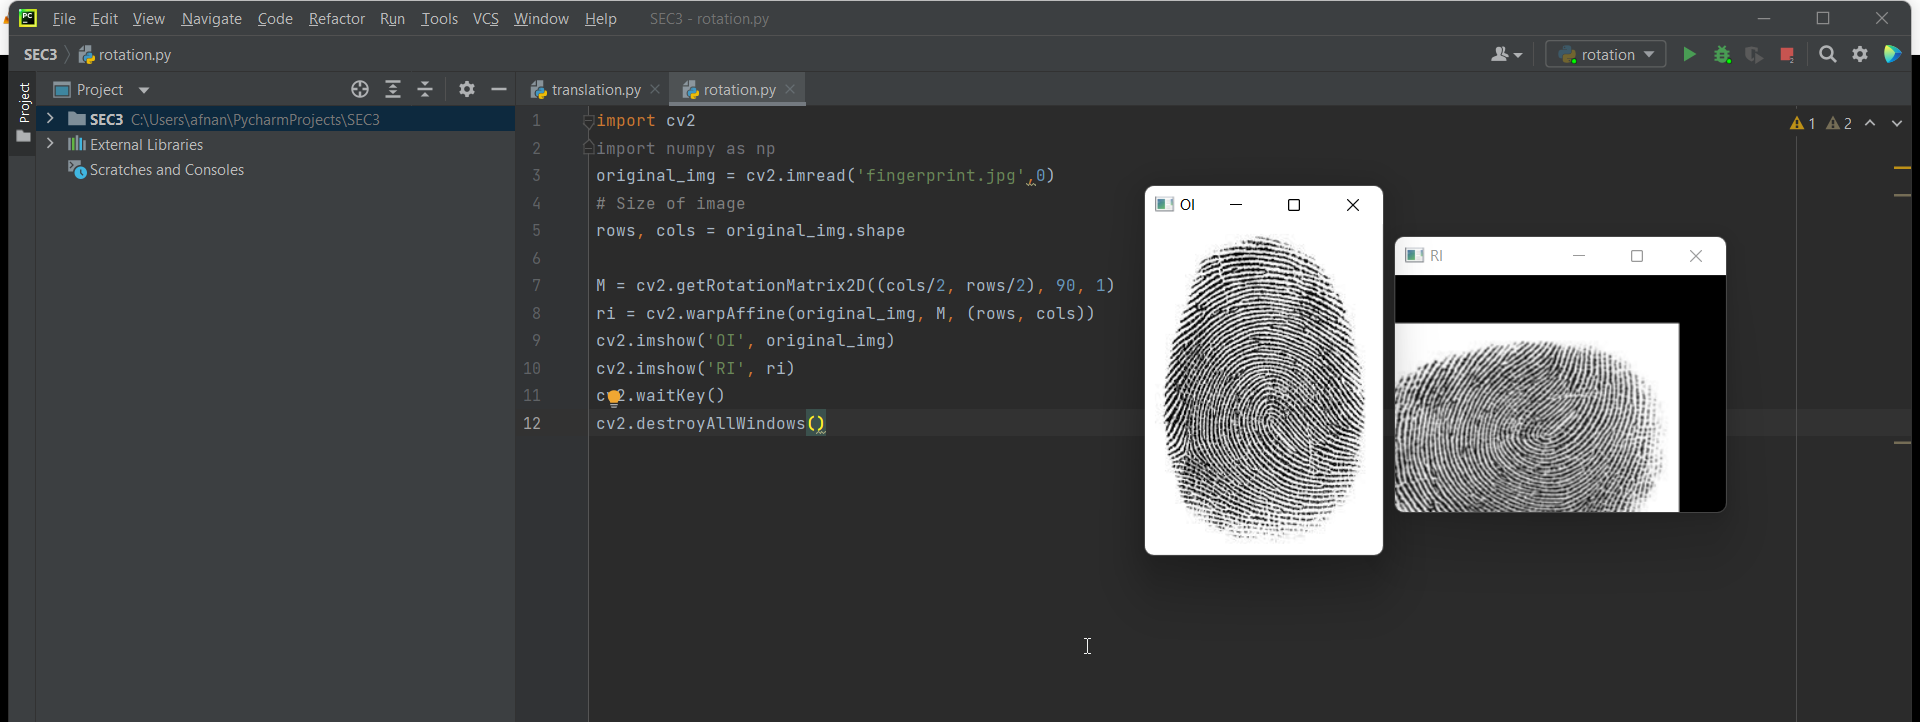 PC File Edit View Navigate Code Refactor Run Tools VCS Window Help SEC3 - rotation.py
SEC3 rotation.py rotation
Project
Project translation.py rotation.py
SEC3 C:\Users\afnan\PycharmProjects\SEC3
External Libraries
Scratches and Consoles
1 import cv2
2 import numpy as np
3 original_img = cv2.imread('fingerprint.jpg',0)
4 # Size of image
5 rows, cols = original_img.shape
6
7 M = cv2.getRotationMatrix2D((cols/2, rows/2), 90, 1)
8 ri = cv2.warpAffine(original_img, M, (rows, cols))
9 cv2.imshow('OI', original_img)
10 cv2.imshow('RI', ri)
11 cv2.waitKey()
12 cv2.destroyAllWindows()
1 2
OI
RI